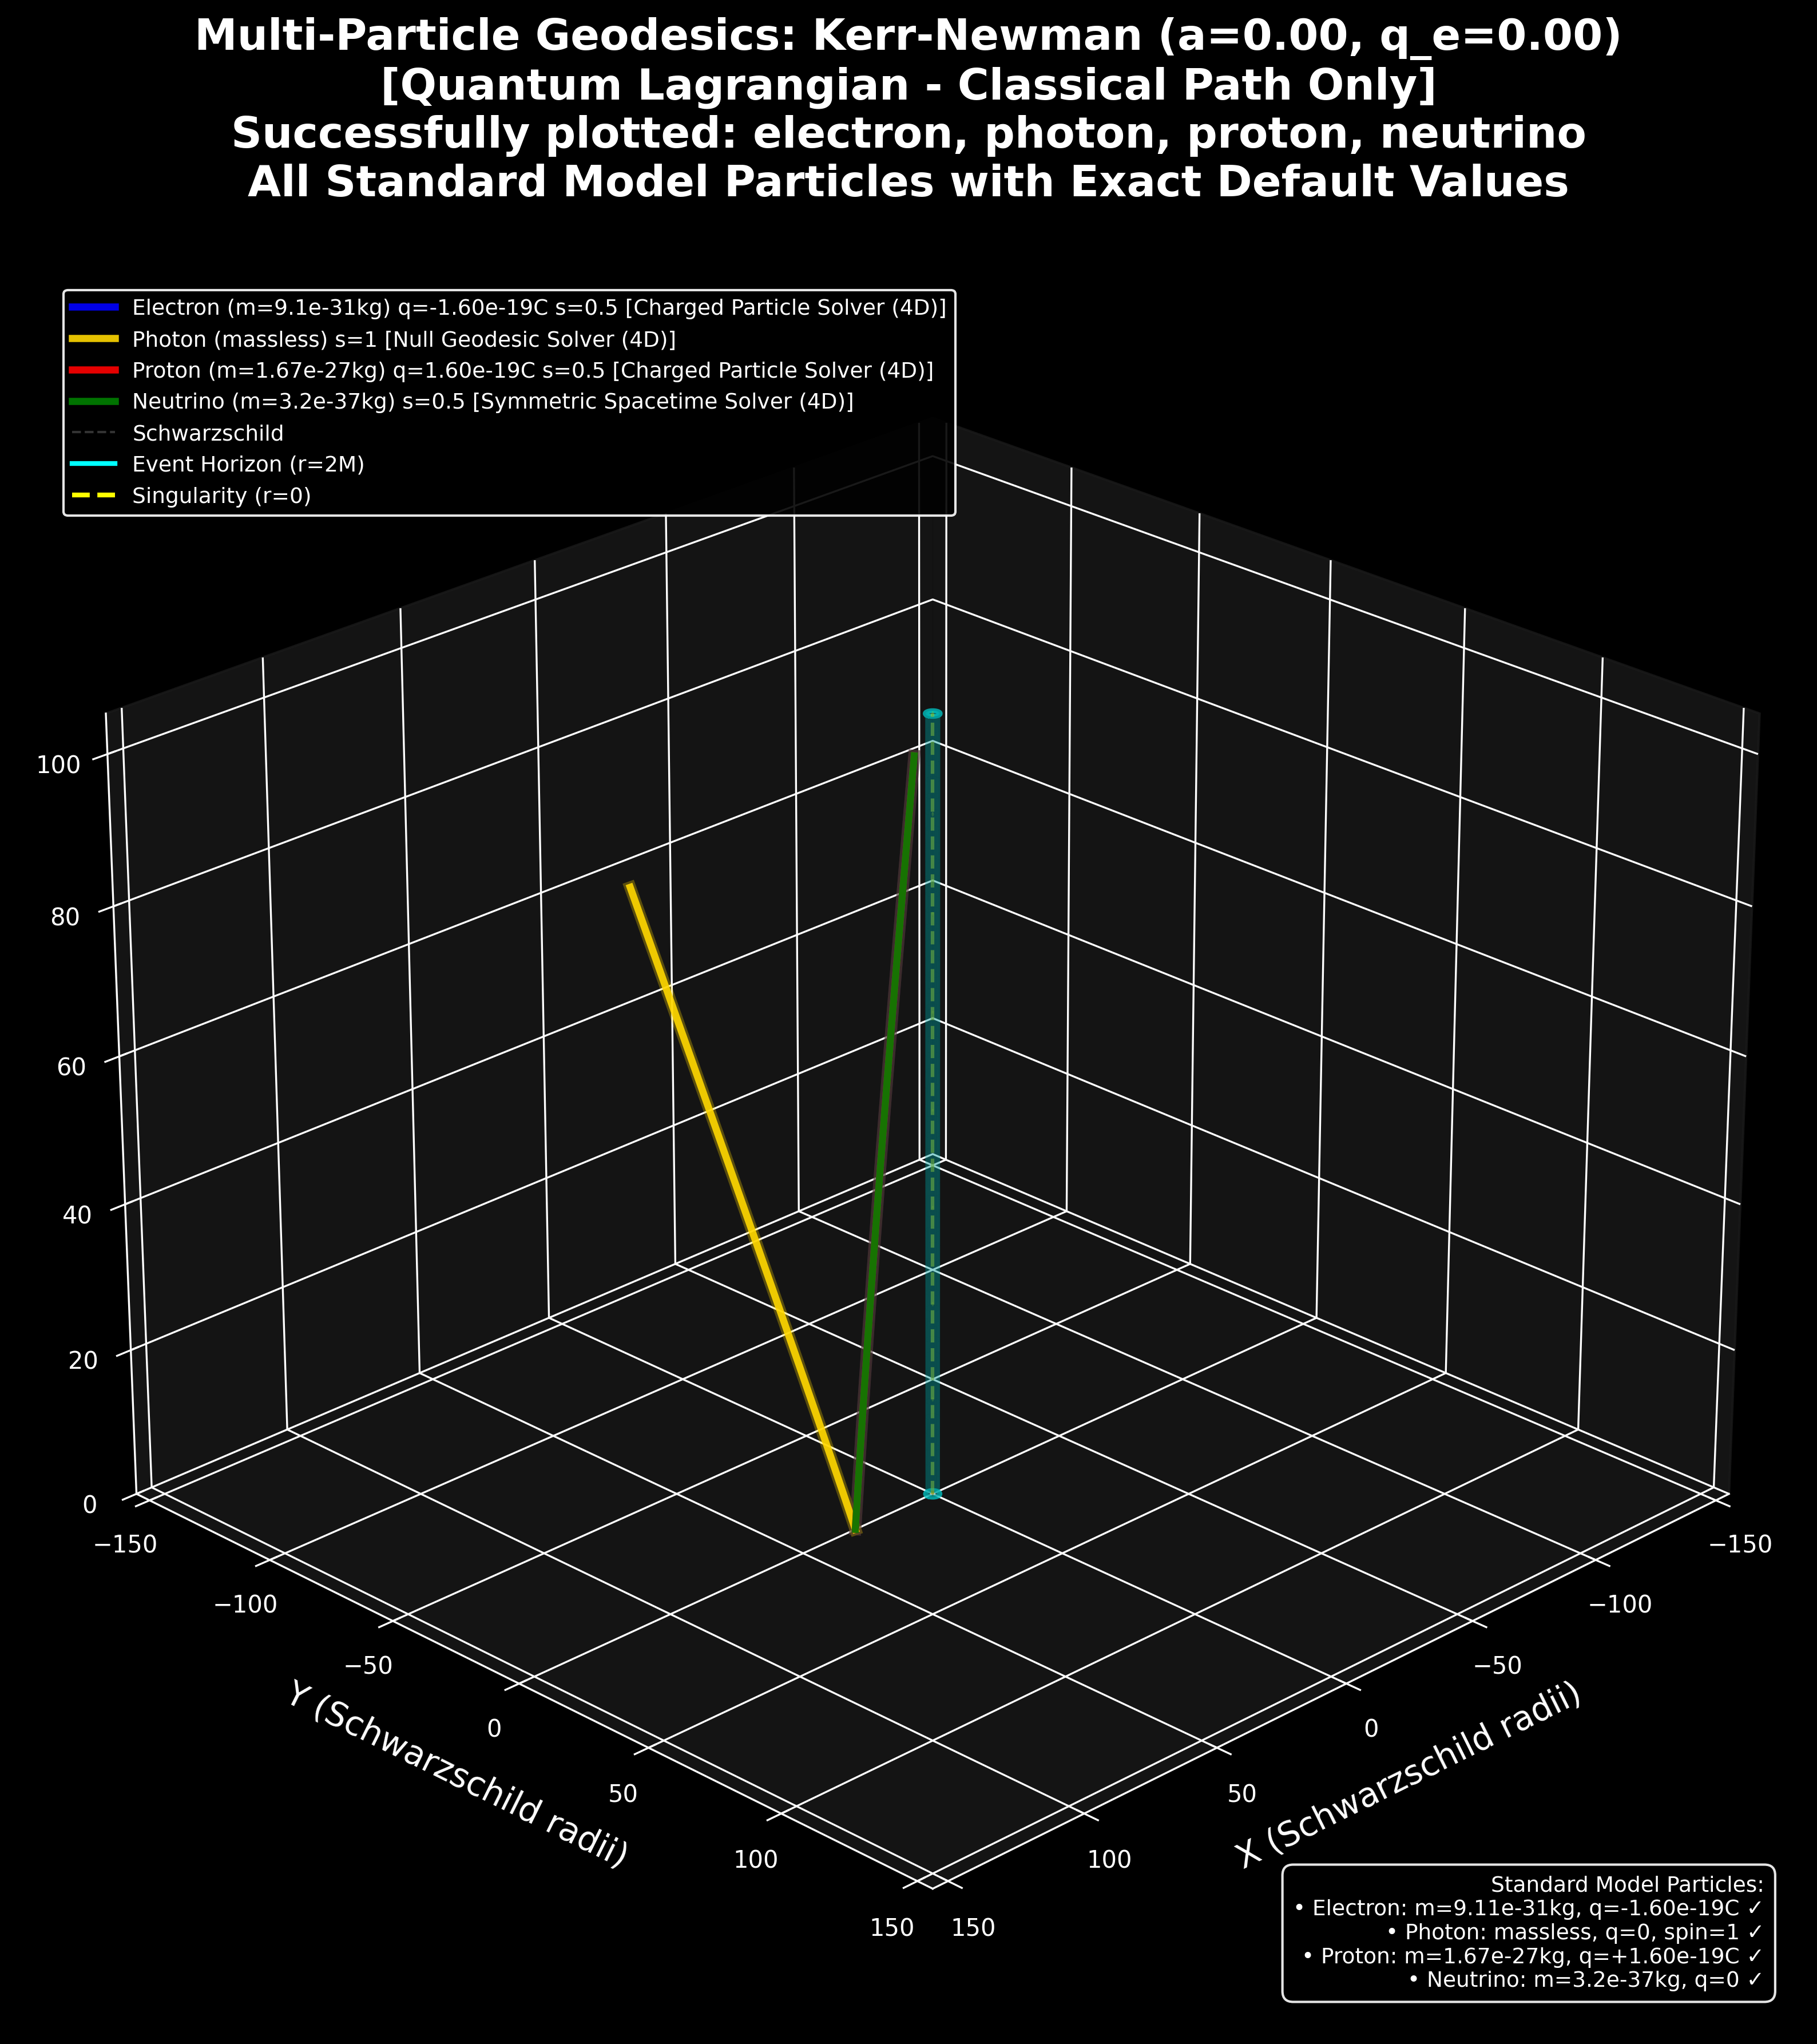 Multi-Particle Geodesics: Kerr-Newman (a=0.00, q_e=0.00)
[Quantum Lagrangian - Classical Path Only]
Successfully plotted: electron, photon, proton, neutrino
All Standard Model Particles with Exact Default Values
Electron (m=9.1e-31kg) q=-1.60e-19C s=0.5 [Charged Particle Solver (4D)]
Photon (massless) s=1 [Null Geodesic Solver (4D)]
Proton (m=1.67e-27kg) q=1.60e-19C s=0.5 [Charged Particle Solver (4D)]
Neutrino (m=3.2e-37kg) s=0.5 [Symmetric Spacetime Solver (4D)]
Schwarzschild
Event Horizon (r=2M)
Singularity (r=0)
100
80
60
40
20
0
−150
−100
−50
0
50
100
150
Y (Schwarzschild radii)
−150
−100
−50
0
50
100
150
X (Schwarzschild radii)
Standard Model Particles:
• Electron: m=9.11e-31kg, q=-1.60e-19C ✓
• Photon: massless, q=0, spin=1 ✓
• Proton: m=1.67e-27kg, q=+1.60e-19C ✓
• Neutrino: m=3.2e-37kg, q=0 ✓